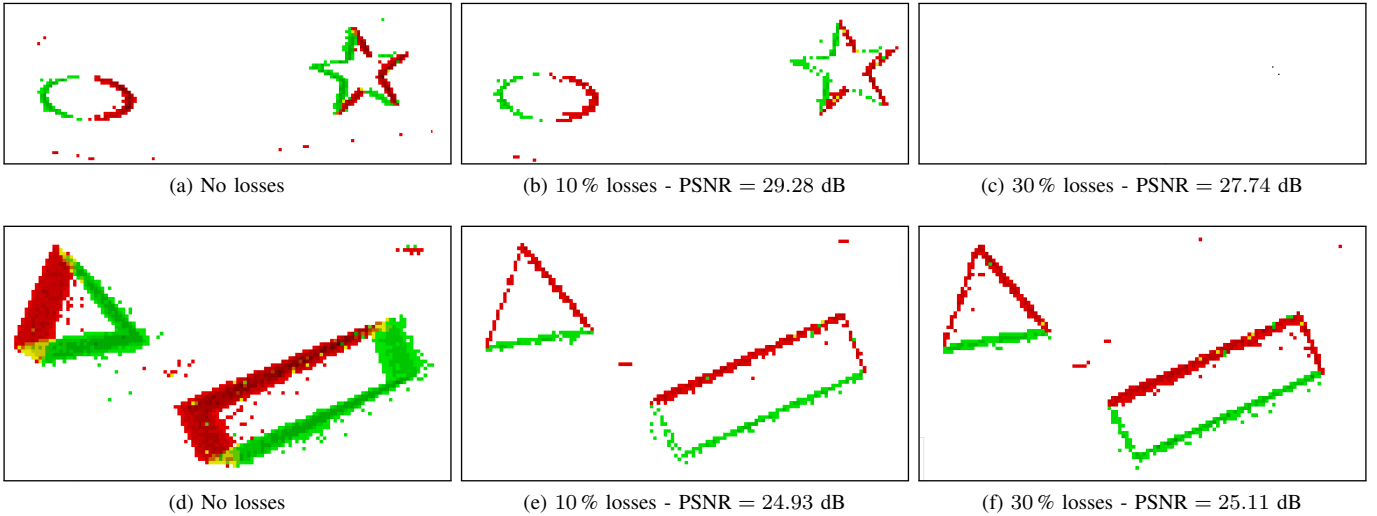 (a) No losses
(b) 10 % losses - PSNR = 29.28 dB
(c) 30 % losses - PSNR = 27.74 dB
(d) No losses
(e) 10 % losses - PSNR = 24.93 dB
(f) 30 % losses - PSNR = 25.11 dB